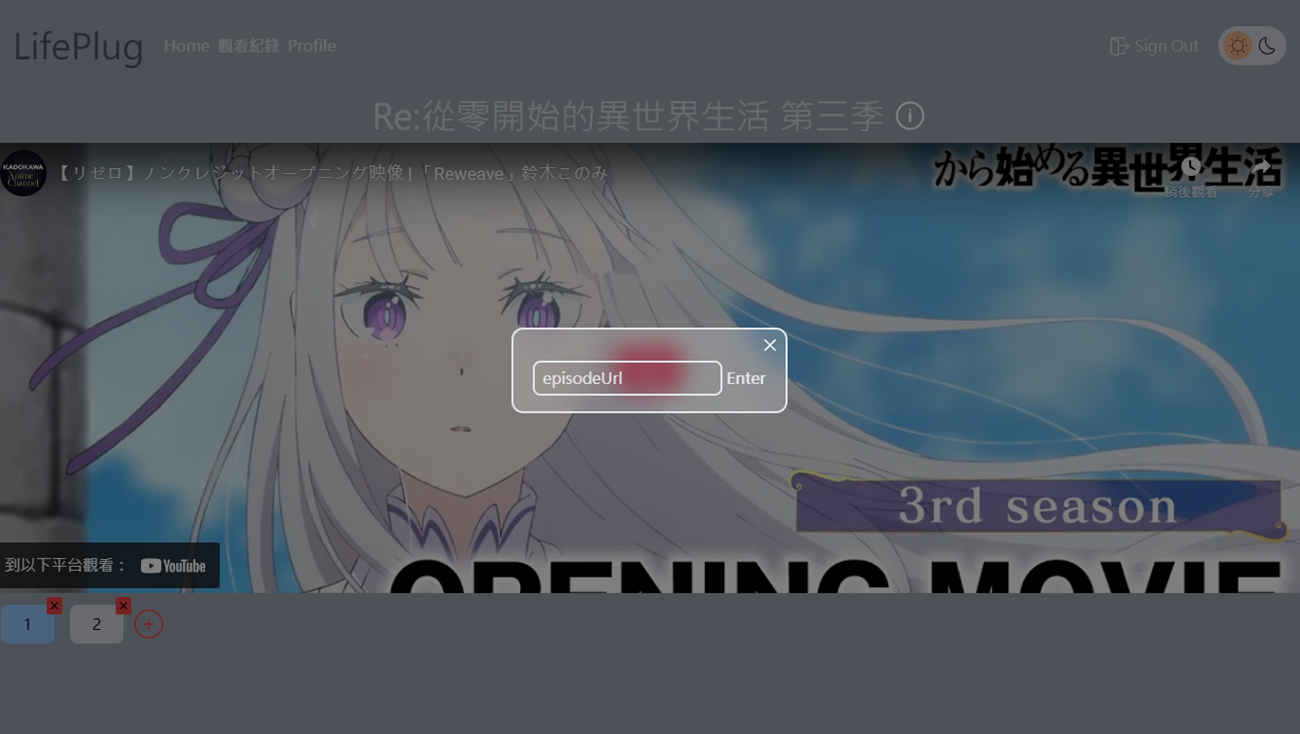 LifePlug Home 觀看紀錄 Profile Sign Out
Re:從零開始的異世界生活 第三季
KADOKAWA
Anime
Channel
【リゼロ】ノンクレジットオープニング映像 | 「Reweave」鈴木このみ
から始める異世界生活
稍後觀看 分享
episodeUrl Enter
3rd season
到以下平台觀看： YouTube
OPENING MOVIE
1 2